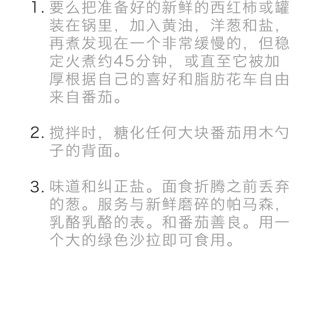 1. 要么把准备好的新鲜的西红柿或罐
装在锅里，加入黄油，洋葱和盐，
再煮发现在一个非常缓慢的，但稳
定火煮约45分钟，或直至它被加
厚根据自己的喜好和脂肪花车自由
来自番茄。
2. 搅拌时，糖化任何大块番茄用木勺
子的背面。
3. 味道和纠正盐。面食折腾之前丢弃
的葱。服务与新鲜磨碎的帕马森，
乳酪乳酪的表。和番茄善良。用一
个大的绿色沙拉即可食用。